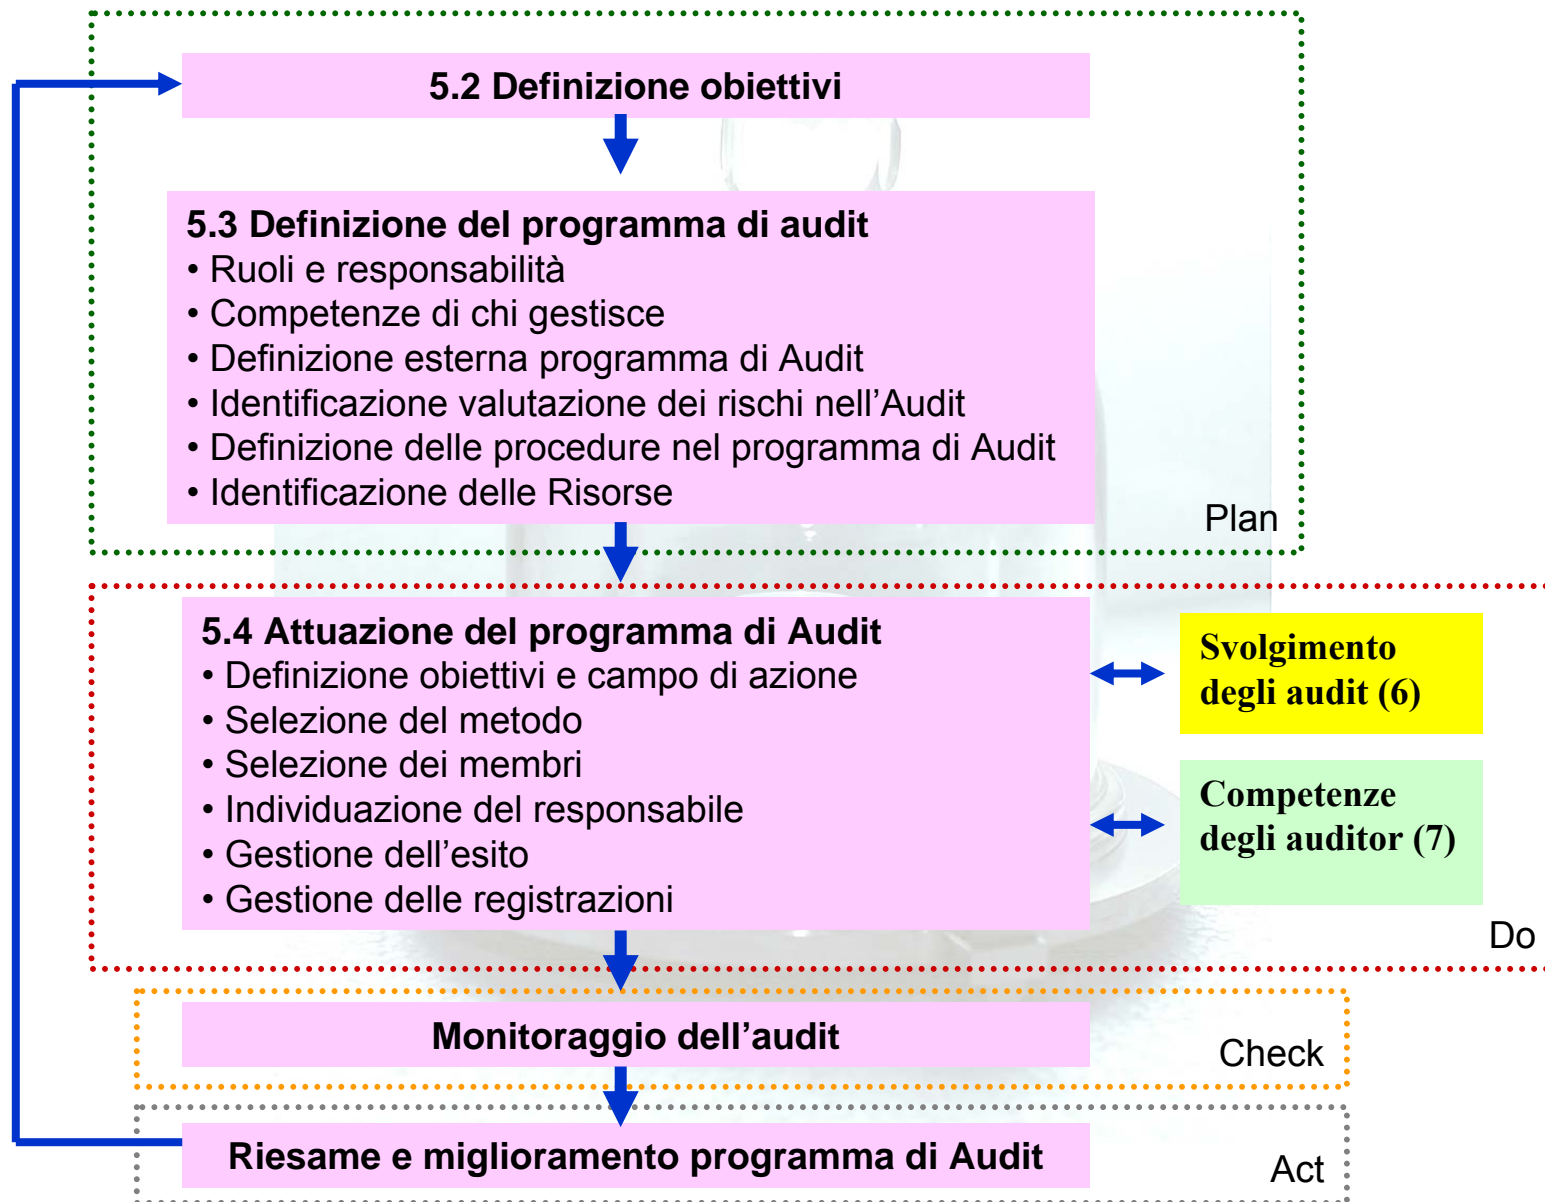 5.2 Definizione obiettivi
5.3 Definizione del programma di audit
• Ruoli e responsabilità
• Competenze di chi gestisce
• Definizione esterna programma di Audit
• Identificazione valutazione dei rischi nell’Audit
• Definizione delle procedure nel programma di Audit
• Identificazione delle Risorse
Plan
5.4 Attuazione del programma di Audit
• Definizione obiettivi e campo di azione
• Selezione del metodo
• Selezione dei membri
• Individuazione del responsabile
• Gestione dell’esito
• Gestione delle registrazioni
Svolgimento
degli audit (6)
Competenze
degli auditor (7)
Do
Monitoraggio dell’audit
Check
Riesame e miglioramento programma di Audit
Act